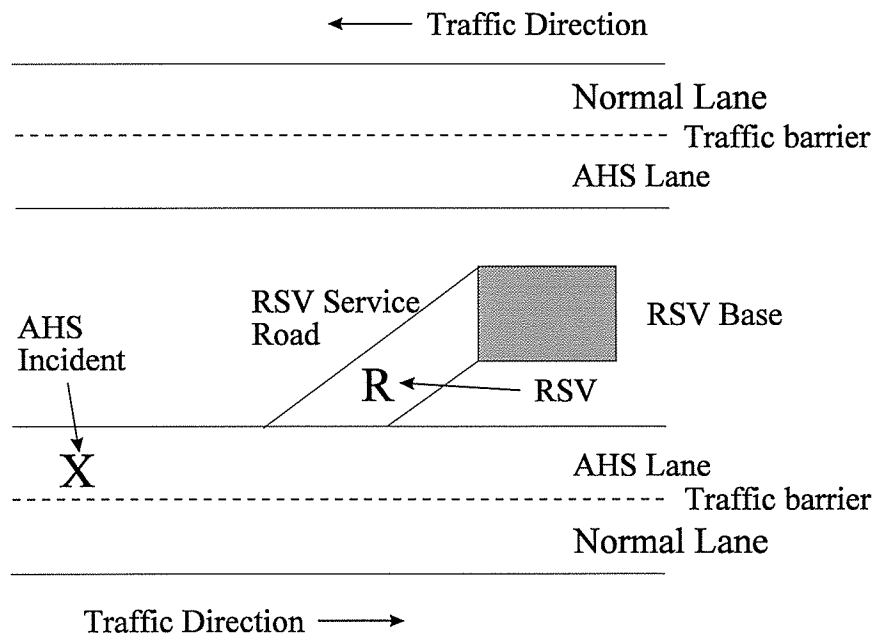 Traffic Direction
Normal Lane
Traffic barrier
AHS Lane
RSV Service
Road
RSV Base
AHS
Incident
R
RSV
X
AHS Lane
Traffic barrier
Normal Lane
Traffic Direction